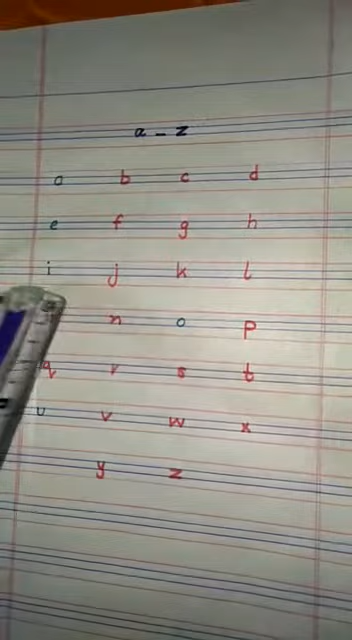 a - z
a b c d
e f g h
i j k l
n o p
q r s t
u v w x
y z